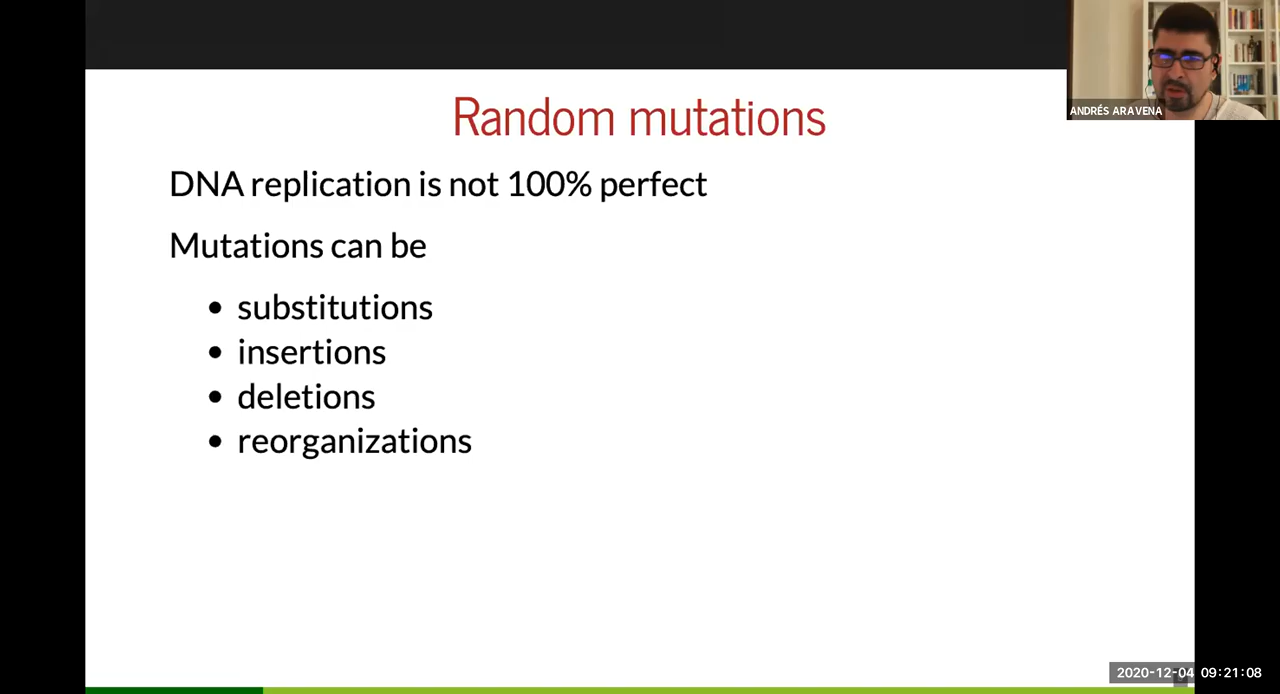 Random mutations
ANDRÉS ARAVENA
DNA replication is not 100% perfect
Mutations can be
• substitutions
• insertions
• deletions
• reorganizations
2020-12-04 09:21:08